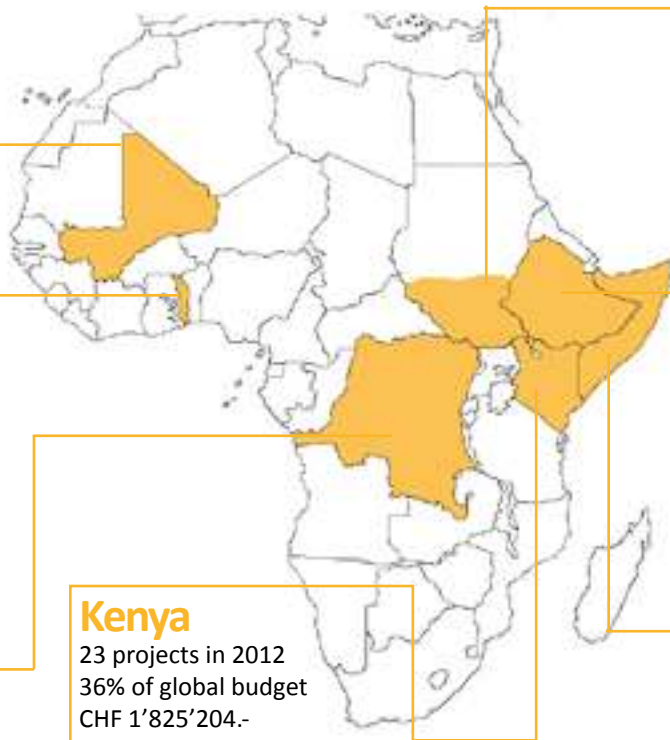 Kenya
23 projects in 2012
36% of global budget
CHF 1’825’204.-